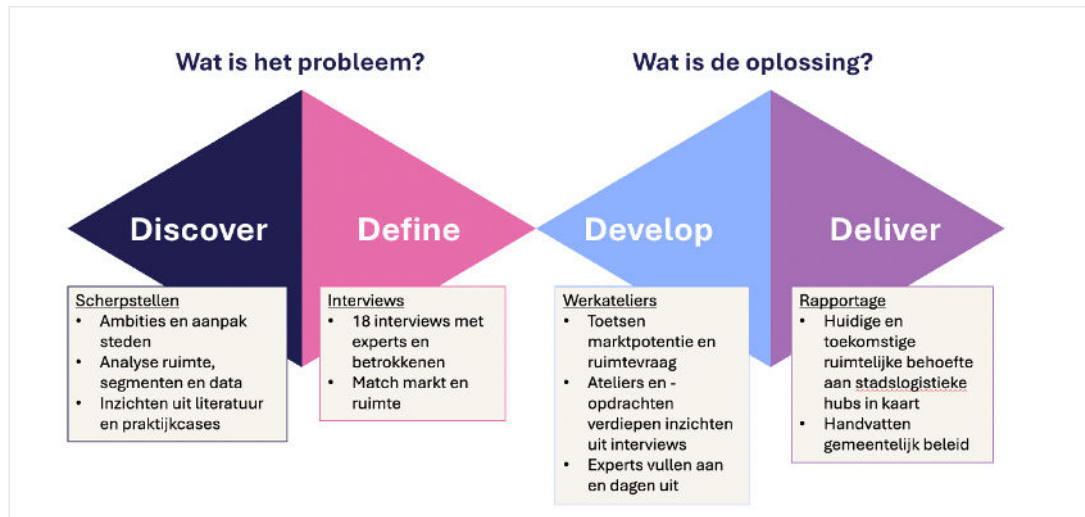 Wat is het probleem?
Wat is de oplossing?
Discover
Define
Develop
Deliver
Scherpstellen
• Ambities en aanpak
steden
• Analyse ruimte,
segmenten en data
• Inzichten uit literatuur
en praktijkcases
Interviews
• 18 interviews met
experts en
betrokkenen
• Match markt en
ruimte
Werkateliers
• Toetsen
marktpotentie en
ruimtevraag
• Ateliers en -
opdrachten
verdiepen inzichten
uit interviews
• Experts vullen aan
en dagen uit
Rapportage
• Huidige en
toekomstige
ruimtelijke behoefte
aan stadslogistieke
hubs in kaart
• Handvatten
gemeentelijk beleid